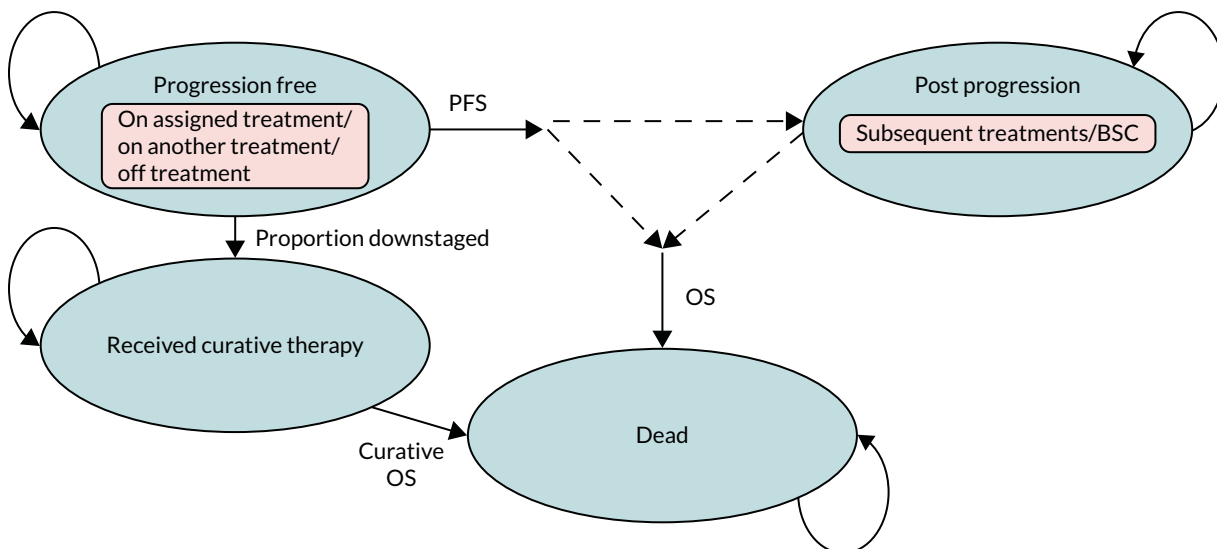 Progression free
On assigned treatment/
on another treatment/
off treatment
PFS
Post progression
Subsequent treatments/BSC
Proportion downstaged
OS
Received curative therapy
Curative
OS
Dead